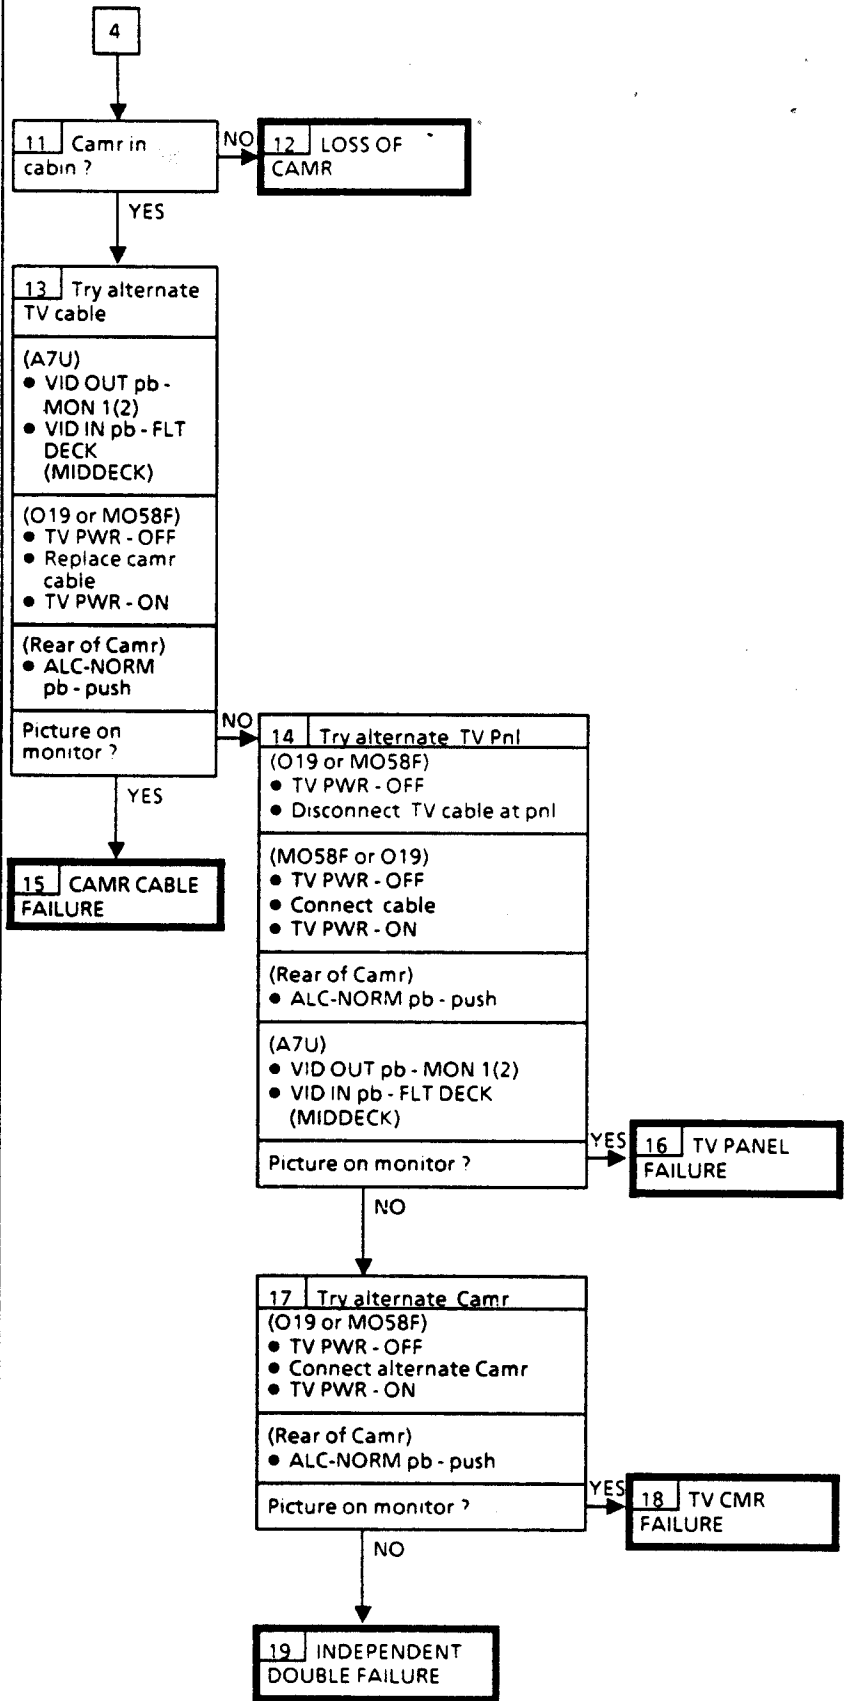 4
11 Camr in
cabin ?
NO
12 LOSS OF
CAMR
YES
13 Try alternate
TV cable
(A7U)
● VID OUT pb -
MON 1(2)
● VID IN pb - FLT
DECK
(MIDDECK)
(O19 or MO58F)
● TV PWR - OFF
● Replace camr
cable
● TV PWR - ON
(Rear of Camr)
● ALC-NORM
pb - push
Picture on
monitor ?
NO
YES
15 CAMR CABLE
FAILURE
14 Try alternate TV Pnl
(O19 or MO58F)
● TV PWR - OFF
● Disconnect TV cable at pnl
(MO58F or O19)
● TV PWR - OFF
● Connect cable
● TV PWR - ON
(Rear of Camr)
● ALC-NORM pb - push
(A7U)
● VID OUT pb - MON 1(2)
● VID IN pb - FLT DECK
(MIDDECK)
Picture on monitor ?
YES
16 TV PANEL
FAILURE
NO
17 Try alternate Camr
(O19 or MO58F)
● TV PWR - OFF
● Connect alternate Camr
● TV PWR - ON
(Rear of Camr)
● ALC-NORM pb - push
Picture on monitor ?
YES
18 TV CMR
FAILURE
NO
19 INDEPENDENT
DOUBLE FAILURE